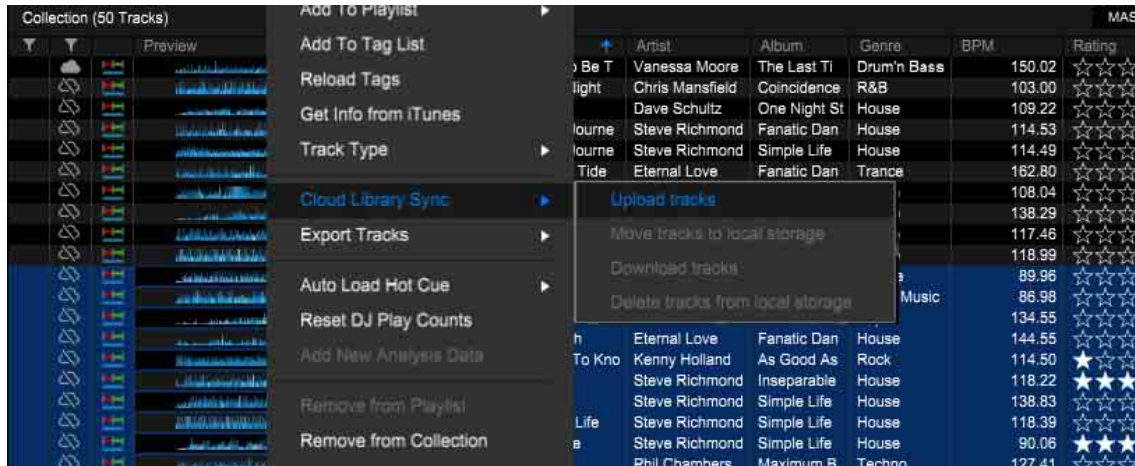 Collection (50 Tracks)
MAS
Preview Artist Album Genre BPM Rating
Add To Playlist
Add To Tag List
Reload Tags
Get Info from iTunes
Track Type
Cloud Library Sync
Export Tracks
Auto Load Hot Cue
Reset DJ Play Counts
Add New Analysis Data
Remove from Playlist
Remove from Collection
Upload tracks
Move tracks to local storage
Download tracks
Delete tracks from local storage
o Be T Vanessa Moore The Last Ti Drum'n Bass 150.02
light Chris Mansfield Coincidence R&B 103.00
Dave Schultz One Night St House 109.22
Journe Steve Richmond Fanatic Dan House 114.53
Journe Steve Richmond Simple Life House 114.49
Tide Eternal Love Fanatic Dan Trance 162.80
108.04
138.29
117.46
118.99
89.96
Music 86.98
134.55
h Eternal Love Fanatic Dan House 144.55
To Kno Kenny Holland As Good As Rock 114.50
Steve Richmond Inseparable House 118.22
Steve Richmond Simple Life House 138.83
Life Steve Richmond Simple Life House 118.39
e Steve Richmond Simple Life House 90.06
Phil Chambers Maximum B Techno 127.41